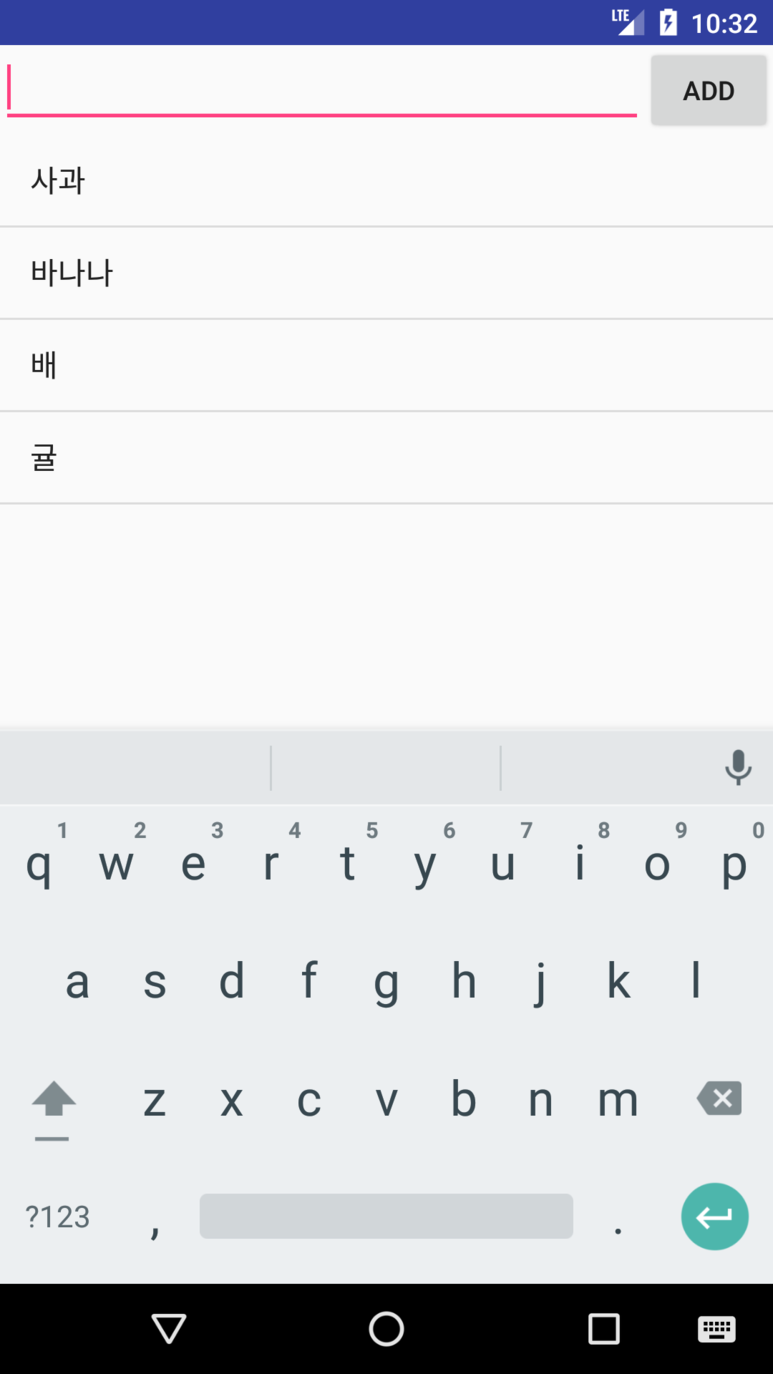 LTE 10:32
ADD
사과
바나나
배
귤
1 2 3 4 5 6 7 8 9 0
q w e r t y u i o p
a s d f g h j k l
z x c v b n m
?123 , .